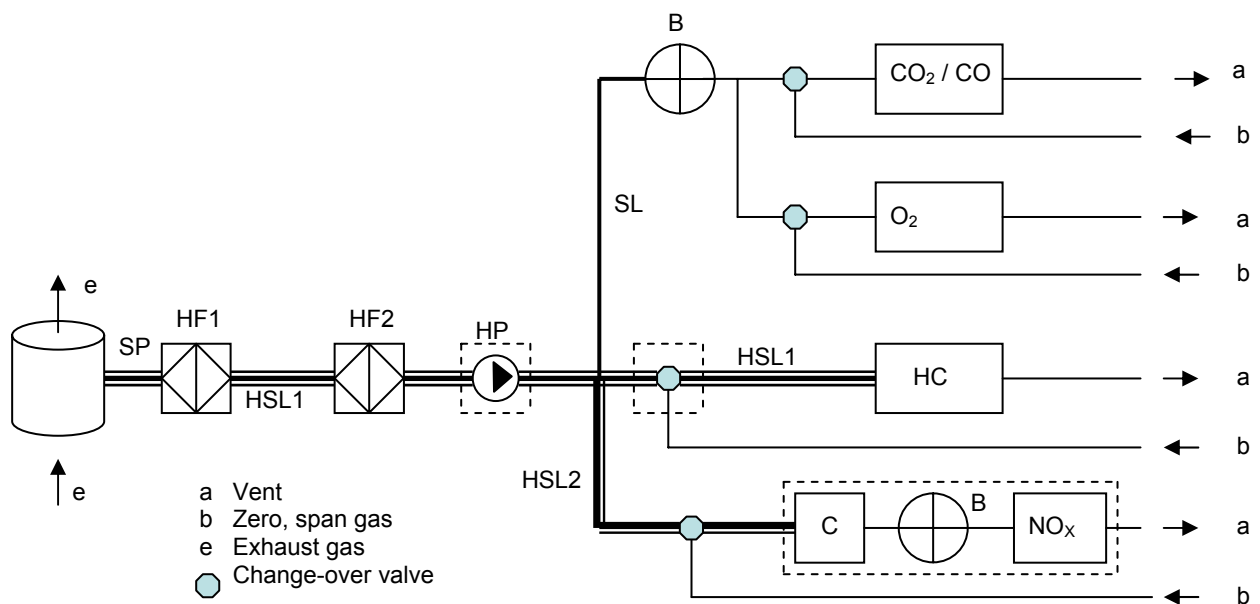 B
CO₂ / CO
a
b
SL
O₂
a
b
e
SP
HF1
HF2
HP
HSL1
HSL1
HC
a
b
e
HSL2
a Vent
b Zero, span gas
e Exhaust gas
Change-over valve
C
B
NOX
a
b